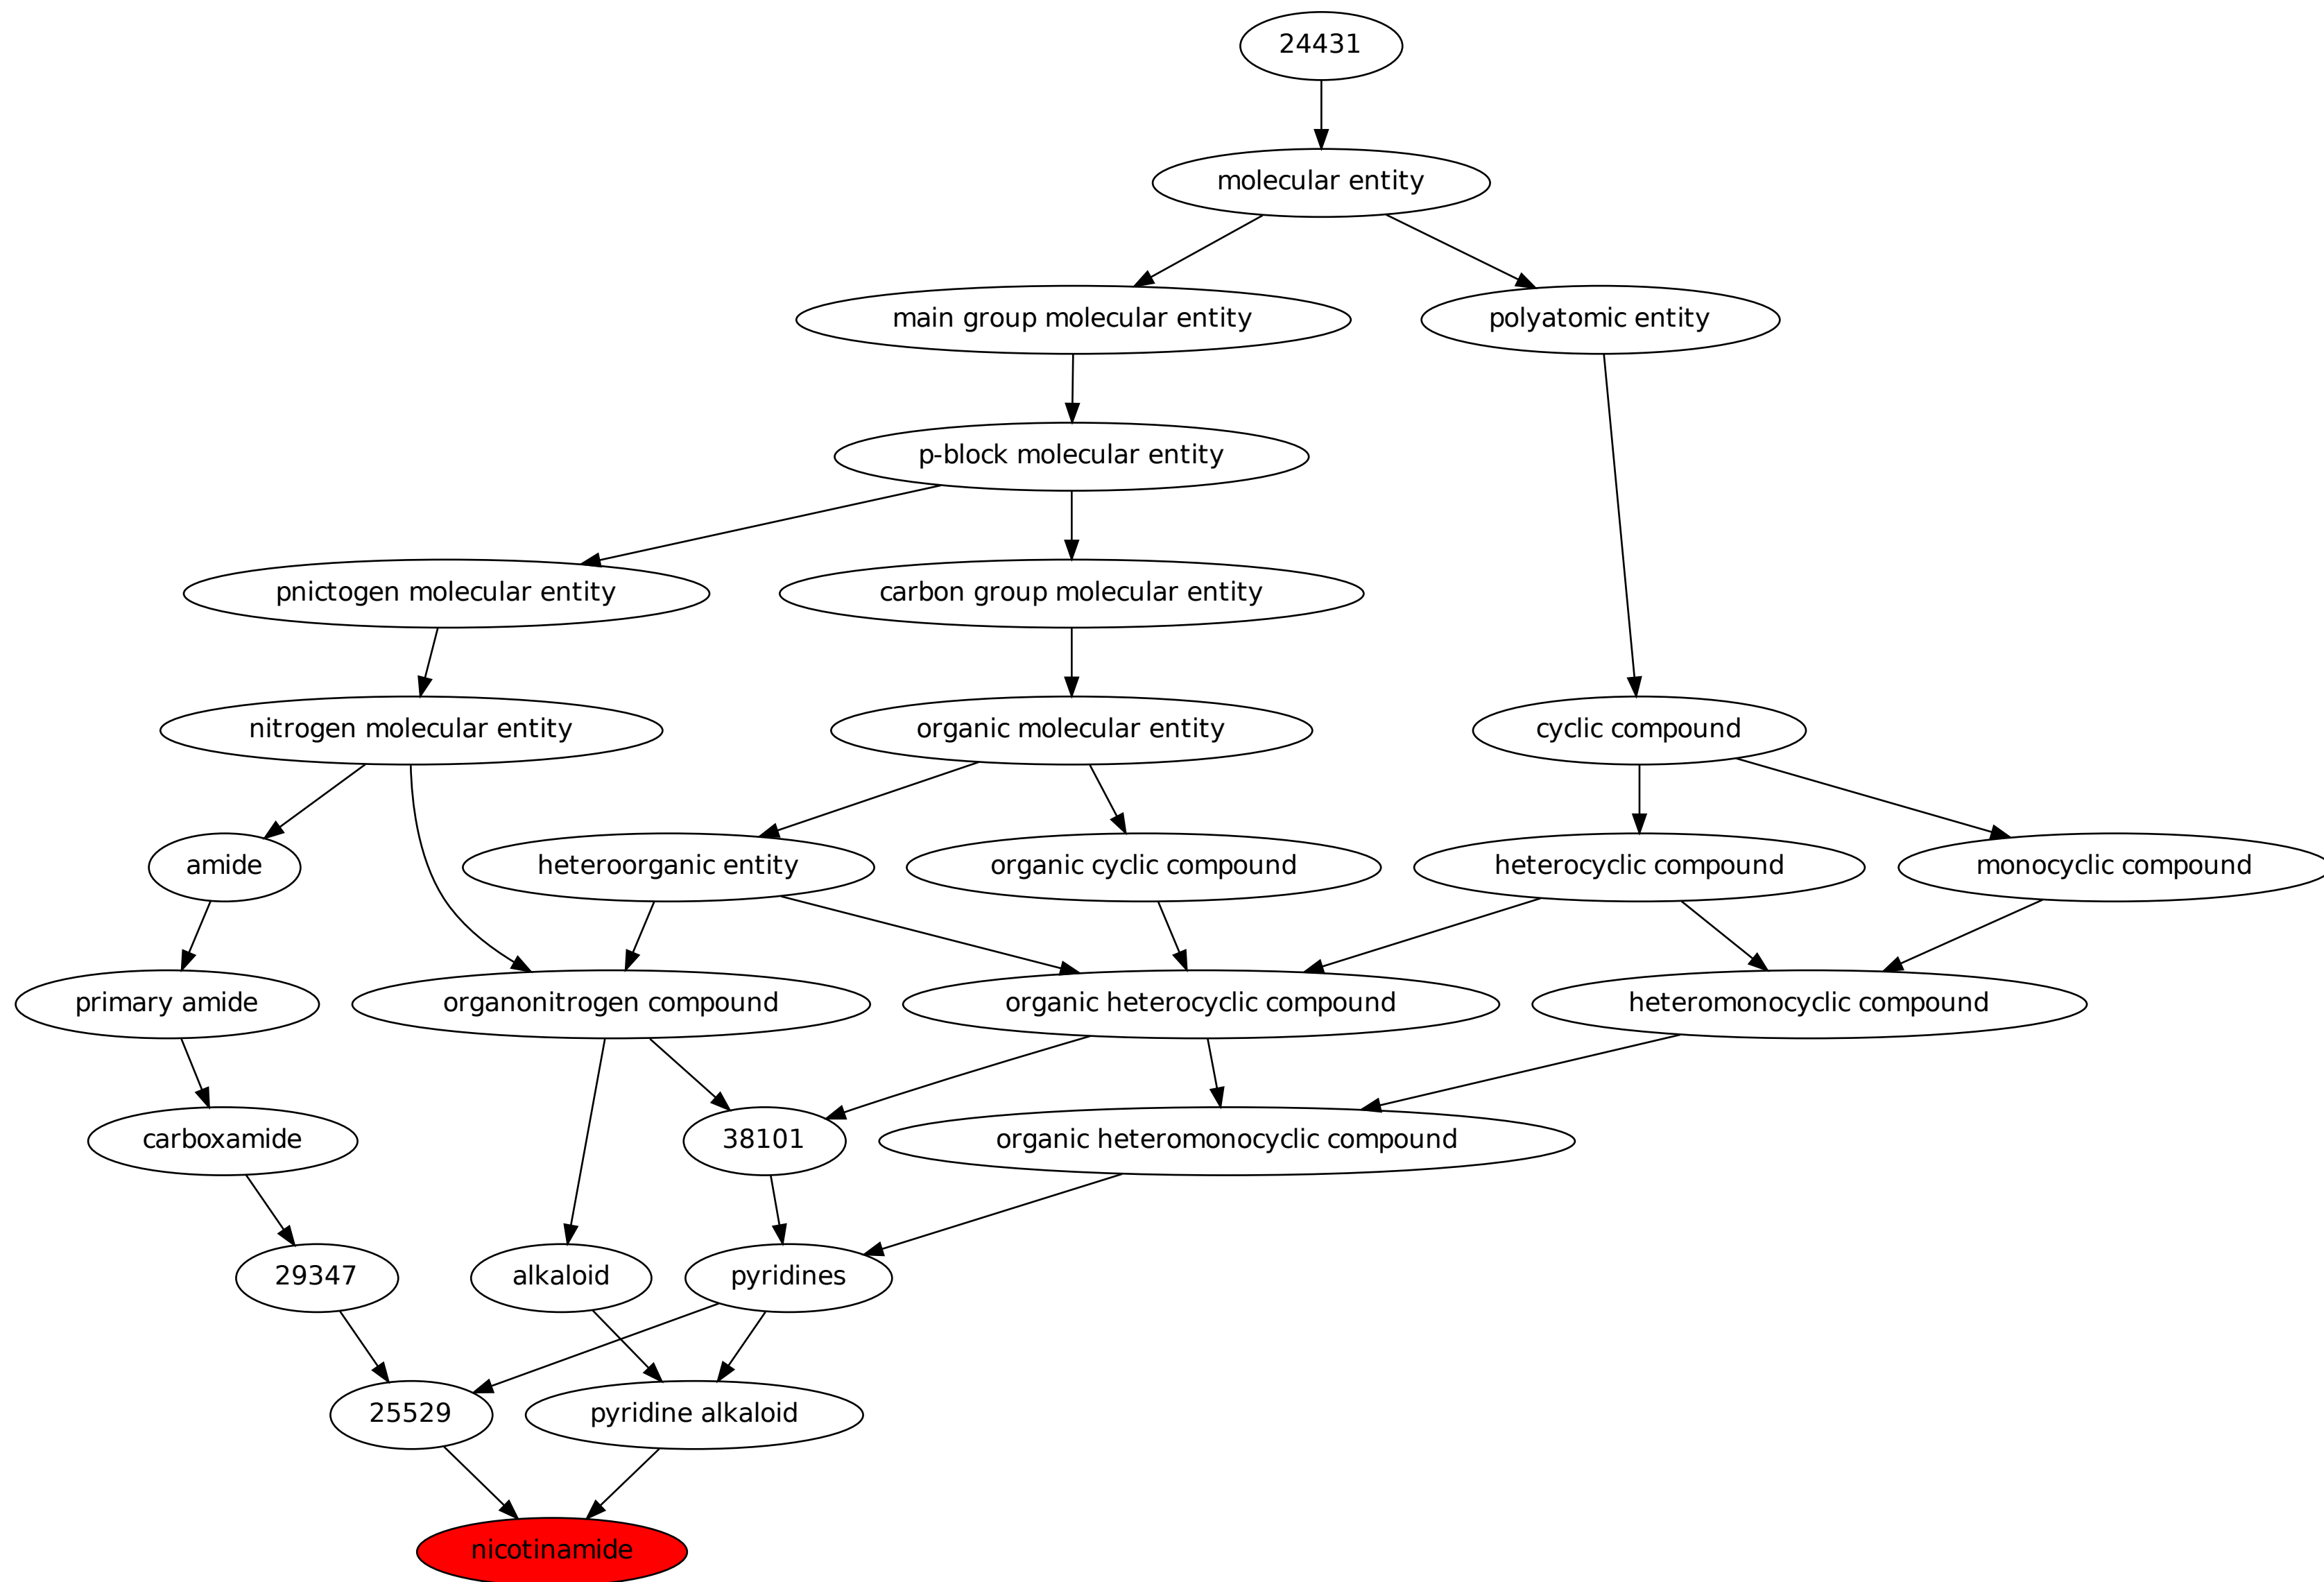 24431
molecular entity
main group molecular entity
polyatomic entity
p-block molecular entity
pnictogen molecular entity
carbon group molecular entity
nitrogen molecular entity
organic molecular entity
cyclic compound
amide
heteroorganic entity
organic cyclic compound
heterocyclic compound
monocyclic compound
primary amide
organonitrogen compound
organic heterocyclic compound
heteromonocyclic compound
carboxamide
38101
organic heteromonocyclic compound
29347
alkaloid
pyridines
25529
pyridine alkaloid
nicotinamide